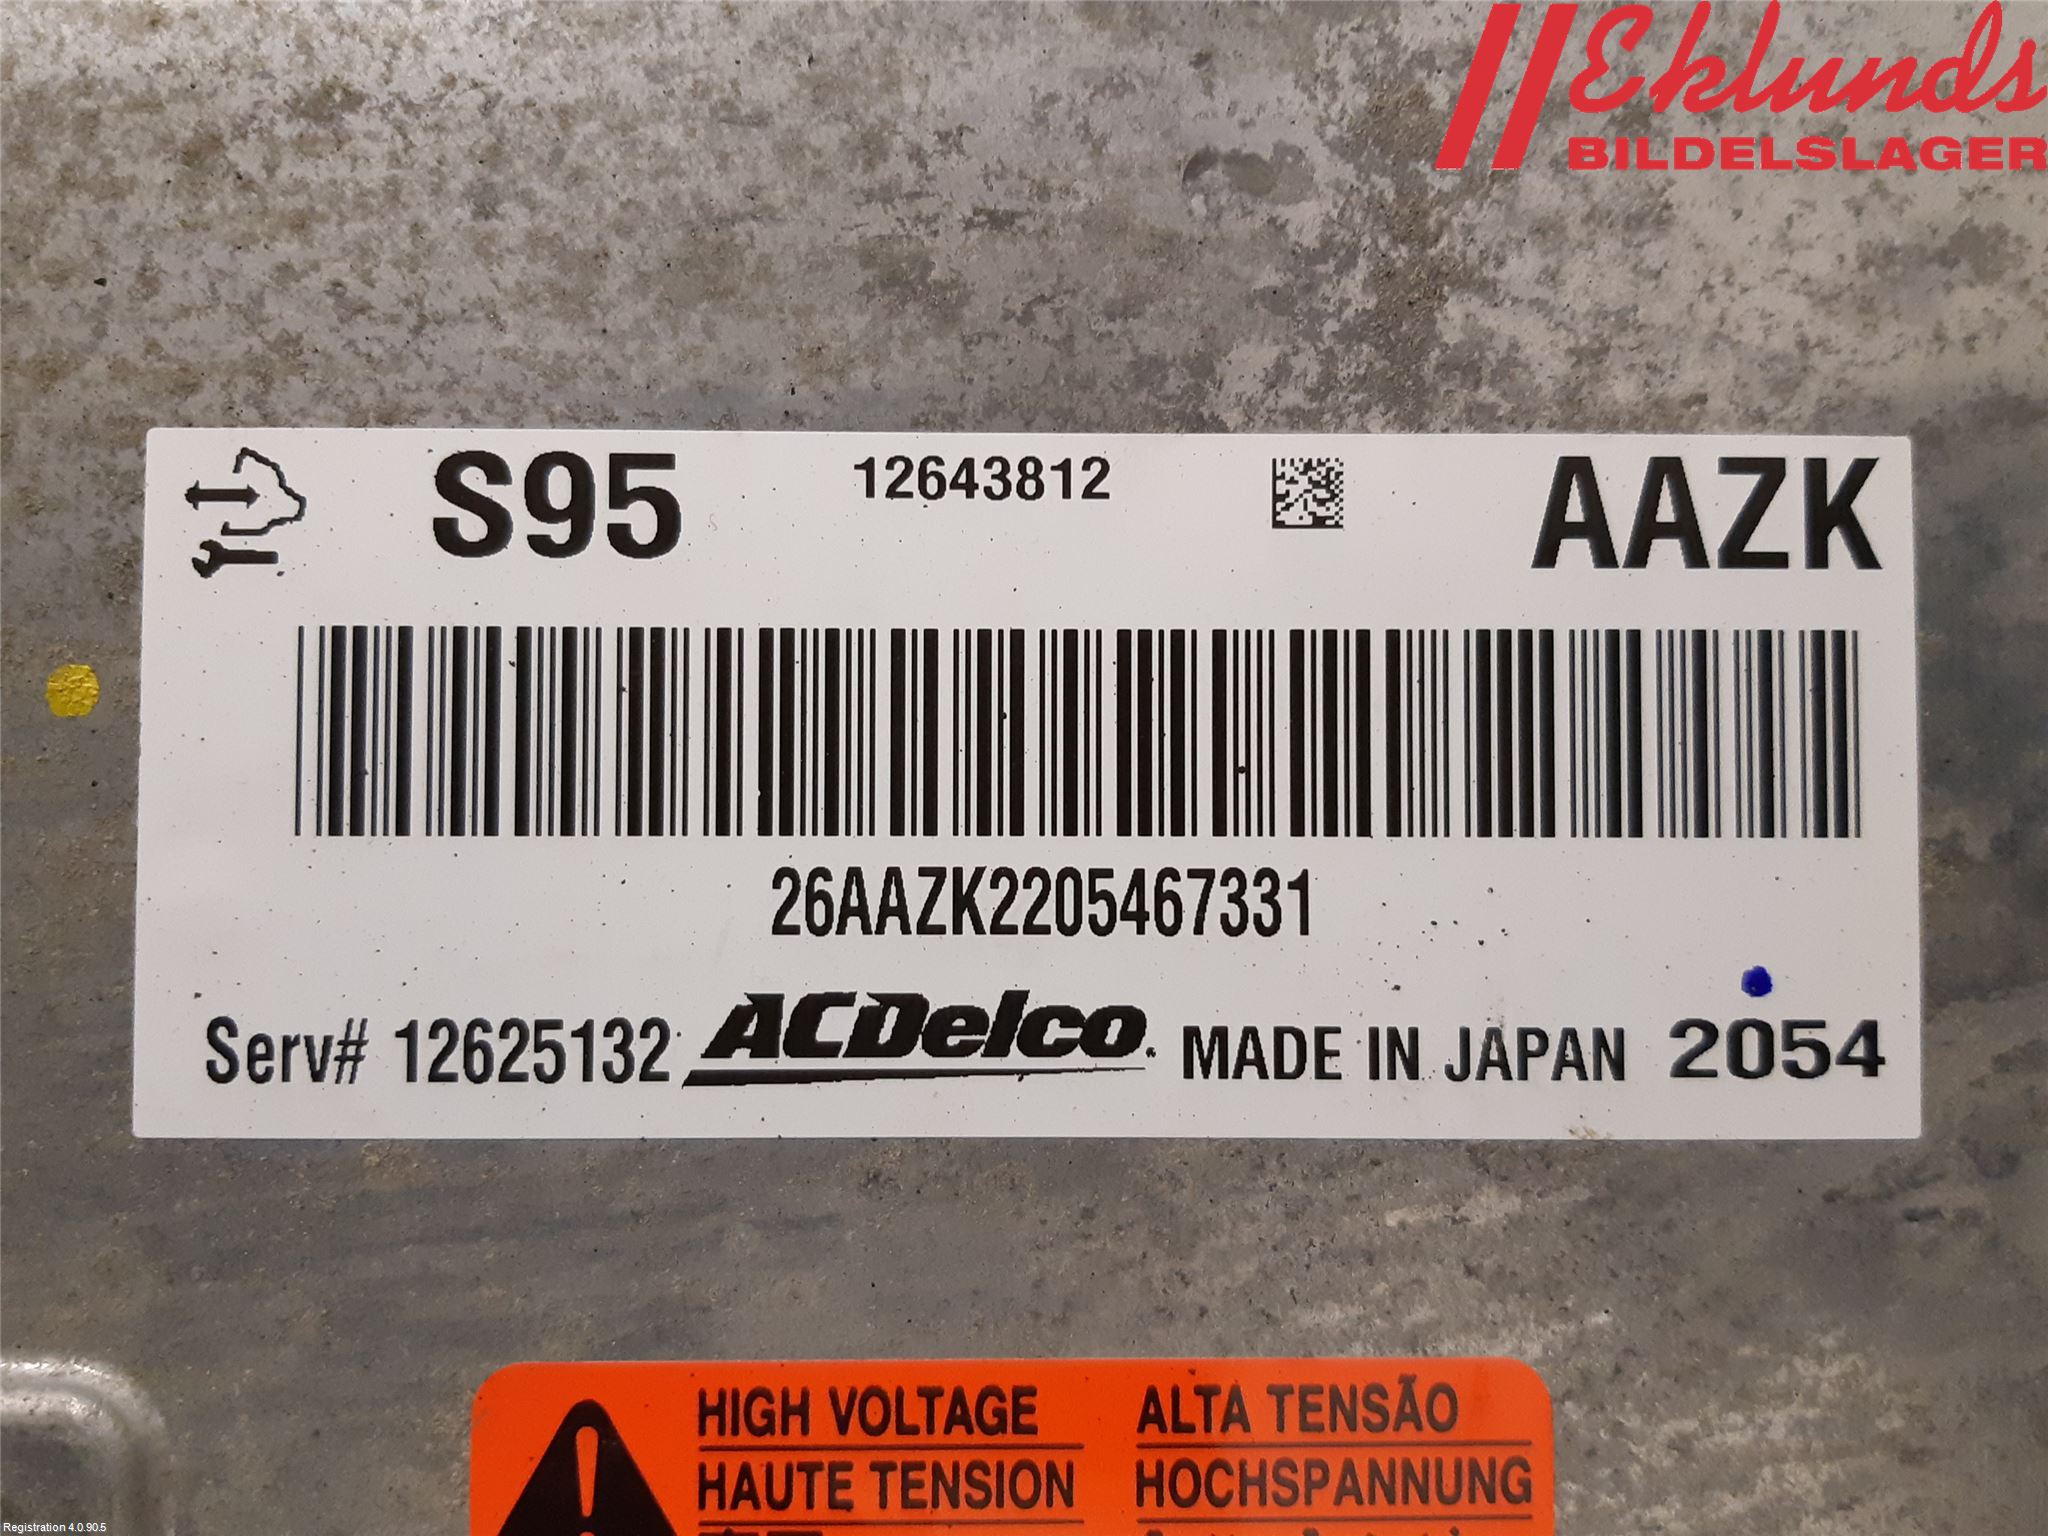 Eklunds
BILDELSLAGER
S95 12643812 AAZK
26AAZK2205467331
Serv# 12625132 ACDelco MADE IN JAPAN 2054
HIGH VOLTAGE ALTA TENSÃO
HAUTE TENSION HOCHSPANNUNG
Registration 4.0.90.5